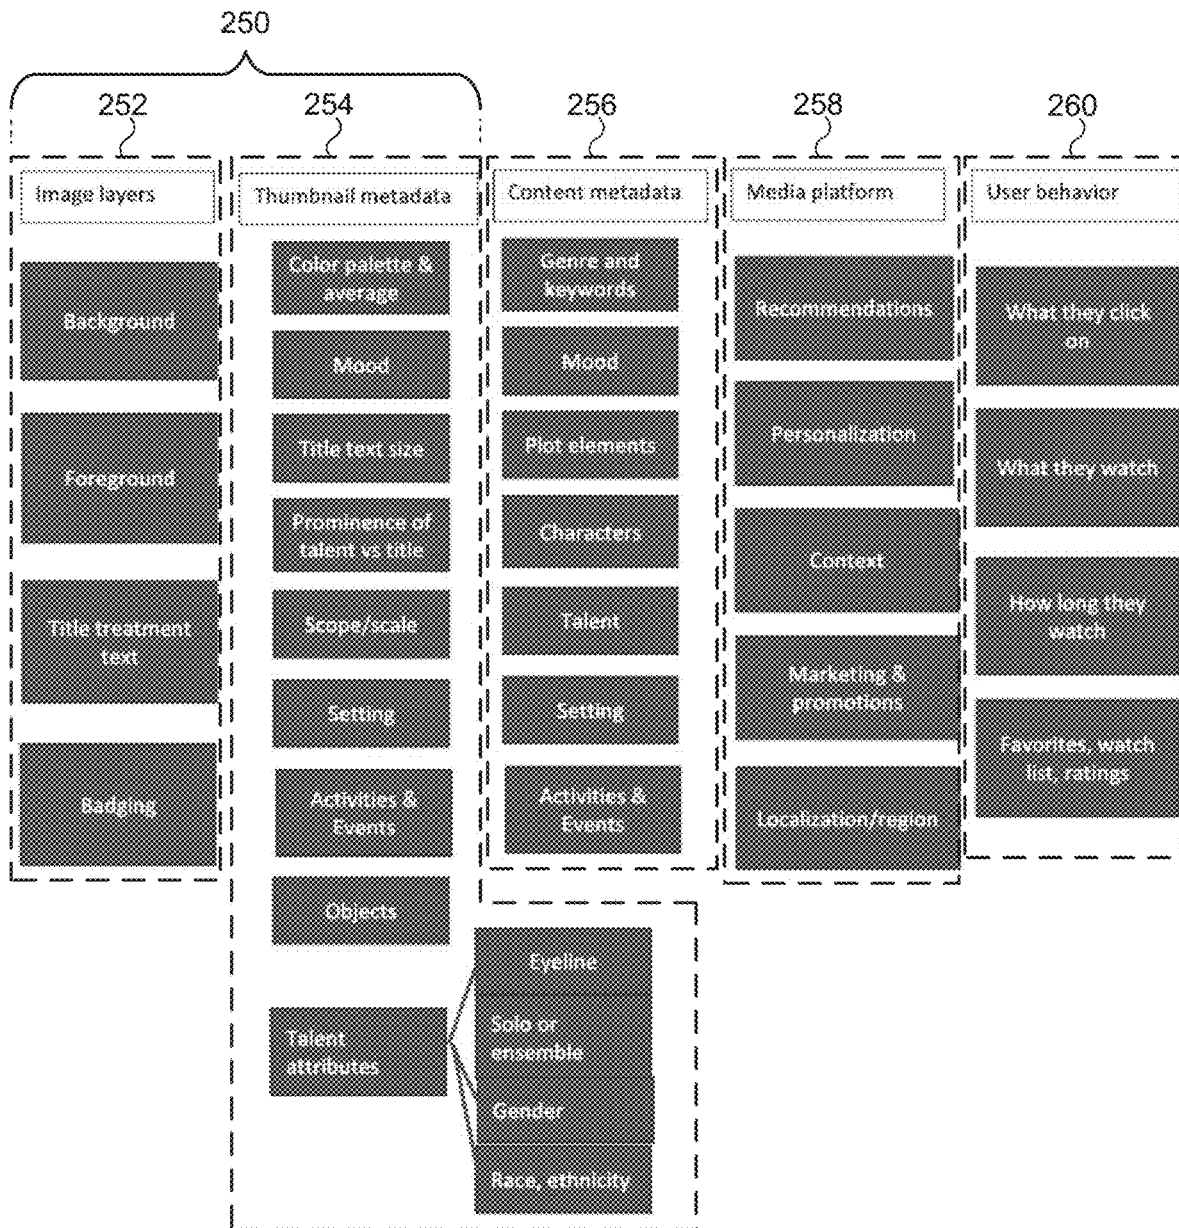 250
252
254
256
258
260
Image layers
Background
Foreground
Title treatment
text
Badging
Thumbnail metadata
Color palette &
average
Mood
Title text size
Prominence of
talent vs title
Scope/scale
Setting
Activities &
Events
Objects
Talent
attributes
Eyeline
Solo or
ensemble
Gender
Race, ethnicity
Content metadata
Genre and
keywords
Mood
Plot elements
Characters
Talent
Setting
Activities &
Events
Media platform
Recommendations
Personalization
Context
Marketing &
promotions
Localization/region
User behavior
What they click
on
What they watch
How long they
watch
Favorites, watch
list, ratings